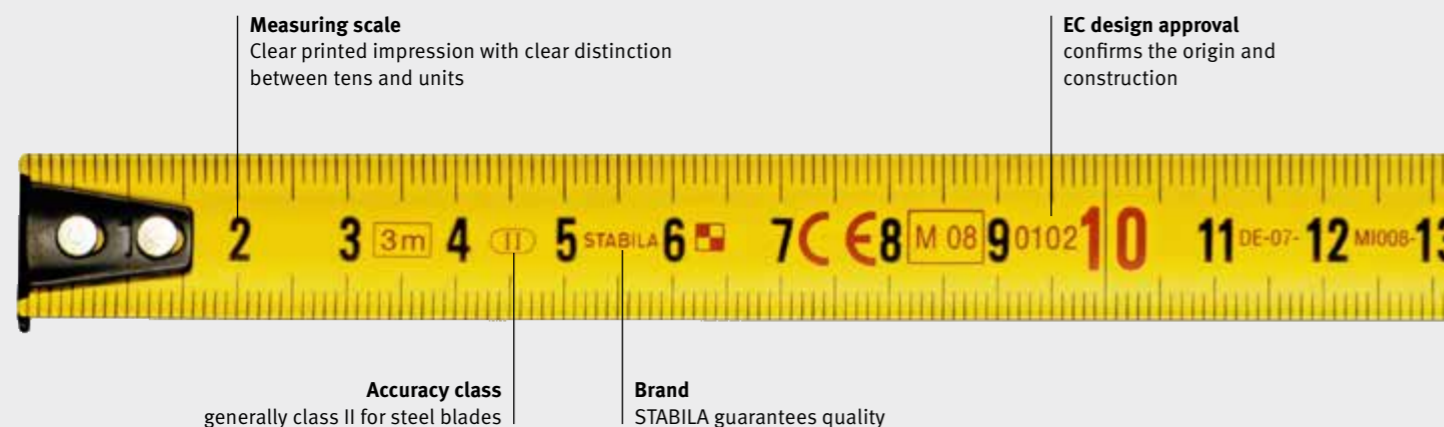 Measuring scale
Clear printed impression with clear distinction
between tens and units
EC design approval
confirms the origin and
construction
2 3 3m 4 II 5 STABILA 6 7 CE 8 M 08 9 0102 10 11 DE-07- 12 MI008- 13
Accuracy class
generally class II for steel blades
Brand
STABILA guarantees quality